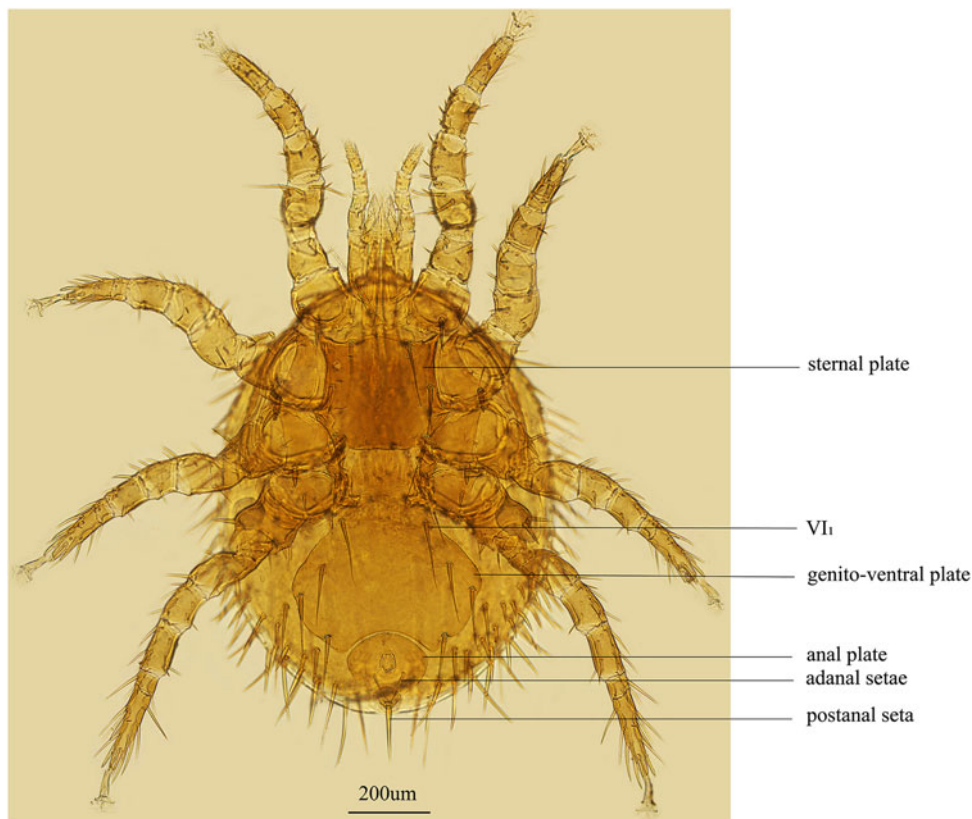 sternal plate
VI₁
genito-ventral plate
anal plate
adanal setae
postanal seta
200um